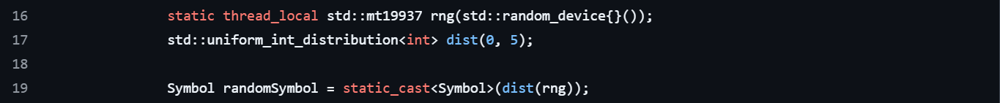 16 static thread_local std::mt19937 rng(std::random_device{}());
17 std::uniform_int_distribution<int> dist(0, 5);
18
19 Symbol randomSymbol = static_cast<Symbol>(dist(rng));